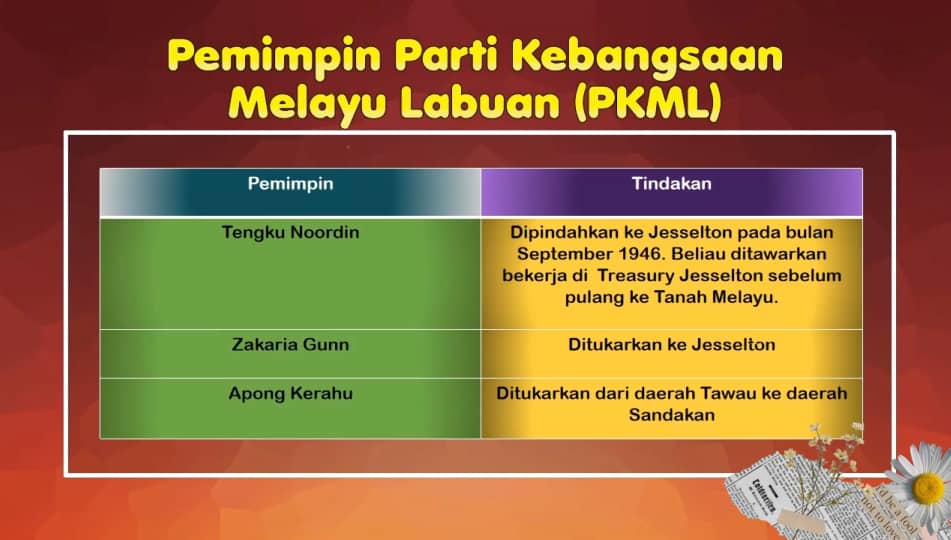 Pemimpin Parti Kebangsaan
Melayu Labuan (PKML)
Pemimpin
Tindakan
Tengku Noordin
Dipindahkan ke Jesselton pada bulan
September 1946. Beliau ditawarkan
bekerja di Treasury Jesselton sebelum
pulang ke Tanah Melayu.
Zakaria Gunn
Ditukarkan ke Jesselton
Apong Kerahu
Ditukarkan dari daerah Tawau ke daerah
Sandakan